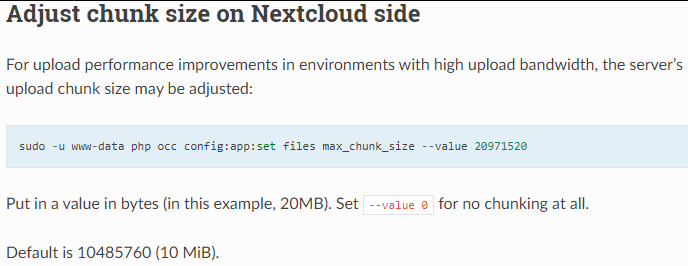 Adjust chunk size on Nextcloud side
For upload performance improvements in environments with high upload bandwidth, the server's
upload chunk size may be adjusted:
sudo -u www-data php occ config:app:set files max_chunk_size --value 20971520
Put in a value in bytes (in this example, 20MB). Set --value 0 for no chunking at all.
Default is 10485760 (10 MiB).